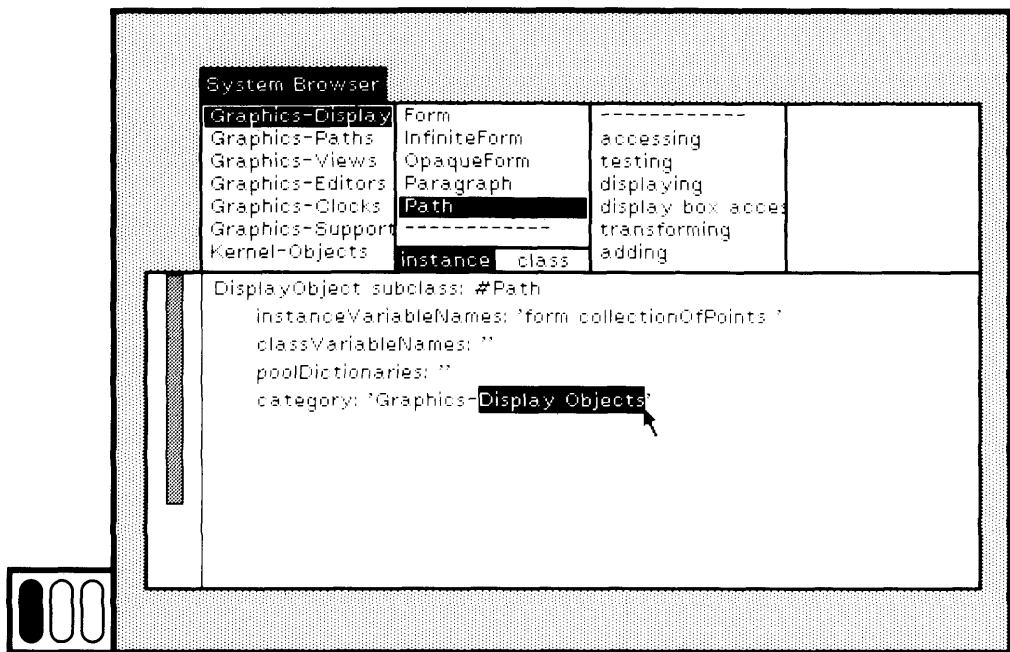 System Browser
Graphics-Display
Graphics-Paths
Graphics-Views
Graphics-Editors
Graphics-Clocks
Graphics-Support
Kernel-Objects
Form
InfiniteForm
OpaqueForm
Paragraph
Path
-------------
instance class
-------------
accessing
testing
displaying
display box acces
transforming
adding
DisplayObject subclass: #Path
instanceVariableNames: 'form collectionOfPoints '
classVariableNames: ''
poolDictionaries: ''
category: 'Graphics-Display Objects'